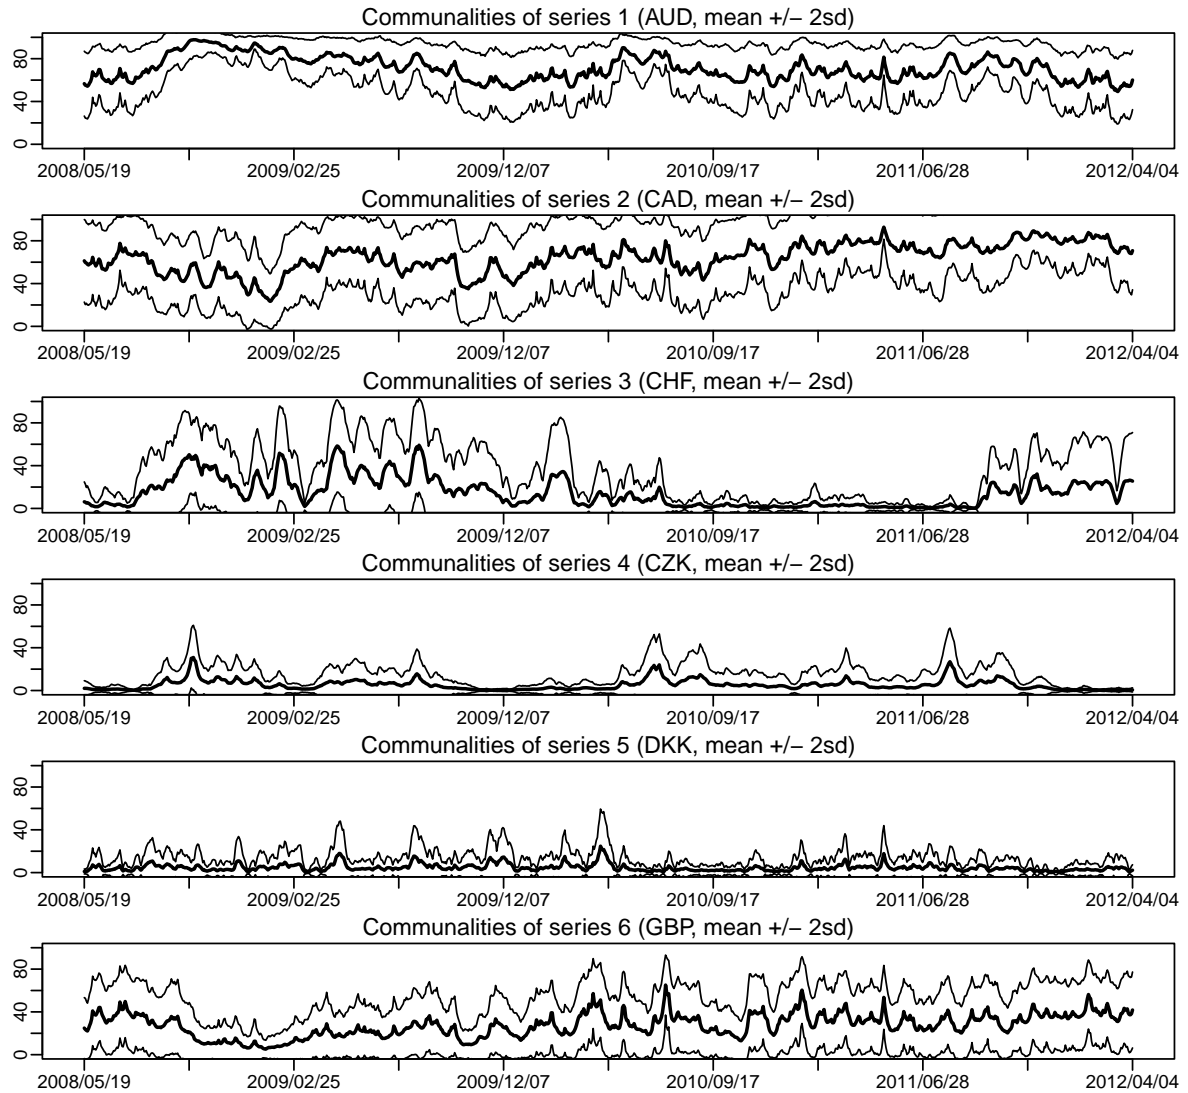 Communalities of series 1 (AUD, mean +/− 2sd)
0 40 80
2008/05/19 2009/02/25 2009/12/07 2010/09/17 2011/06/28 2012/04/04
Communalities of series 2 (CAD, mean +/− 2sd)
0 40 80
2008/05/19 2009/02/25 2009/12/07 2010/09/17 2011/06/28 2012/04/04
Communalities of series 3 (CHF, mean +/− 2sd)
0 40 80
2008/05/19 2009/02/25 2009/12/07 2010/09/17 2011/06/28 2012/04/04
Communalities of series 4 (CZK, mean +/− 2sd)
0 40 80
2008/05/19 2009/02/25 2009/12/07 2010/09/17 2011/06/28 2012/04/04
Communalities of series 5 (DKK, mean +/− 2sd)
0 40 80
2008/05/19 2009/02/25 2009/12/07 2010/09/17 2011/06/28 2012/04/04
Communalities of series 6 (GBP, mean +/− 2sd)
0 40 80
2008/05/19 2009/02/25 2009/12/07 2010/09/17 2011/06/28 2012/04/04